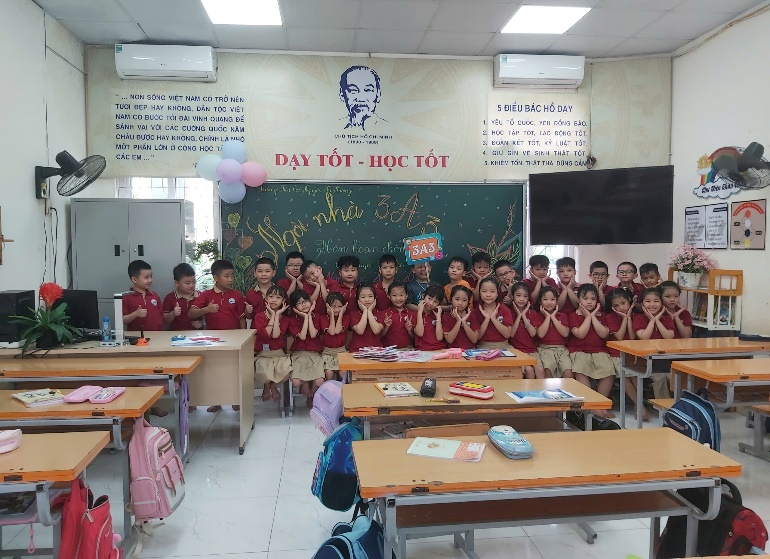 "... NON SÔNG VIỆT NAM CÓ TRỞ NÊN
TƯƠI ĐẸP HAY KHÔNG, DÂN TỘC VIỆT
NAM CÓ BƯỚC TỚI ĐÀI VINH QUANG ĐỂ
SÁNH VAI VỚI CÁC CƯỜNG QUỐC NĂM
CHÂU ĐƯỢC HAY KHÔNG, CHÍNH LÀ NHỜ
MỘT PHẦN LỚN Ở CÔNG HỌC TẬP
CÁC EM ..."
CHỦ TỊCH HỒ CHÍ MINH
(1890 - 1969)
DẠY TỐT - HỌC TỐT
5 ĐIỀU BÁC HỒ DẠY
1. YÊU TỔ QUỐC, YÊU ĐỒNG BÀO.
2. HỌC TẬP TỐT, LAO ĐỘNG TỐT.
3. ĐOÀN KẾT TỐT, KỶ LUẬT TỐT.
4. GIỮ GÌN VỆ SINH THẬT TỐT.
5. KHIÊM TỐN THẬT THÀ DŨNG CẢM.
Ngôi nhà 3A3
Hân hoan chào
3A3